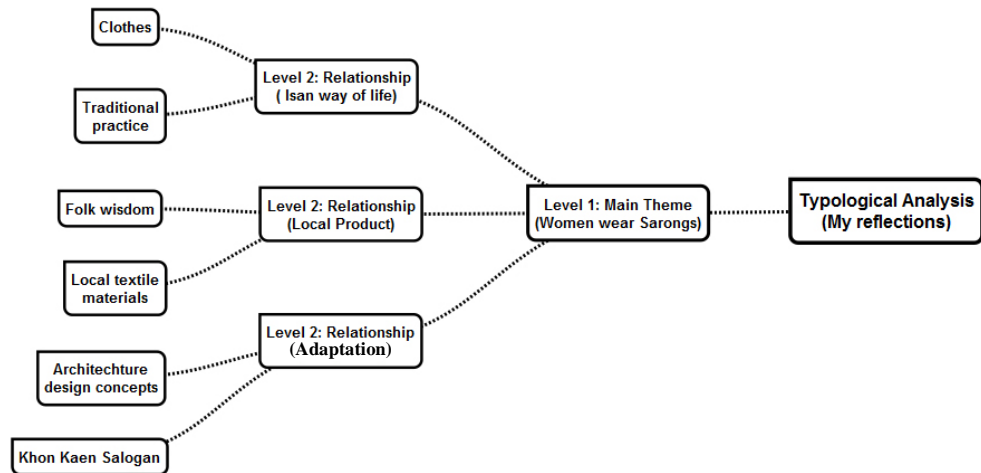 Clothes
Level 2: Relationship
( Isan way of life)
Traditional
practice
Folk wisdom
Level 2: Relationship
(Local Product)
Level 1: Main Theme
(Women wear Sarongs)
Typological Analysis
(My reflections)
Local textile
materials
Level 2: Relationship
(Adaptation)
Architechture
design concepts
Khon Kaen Salogan